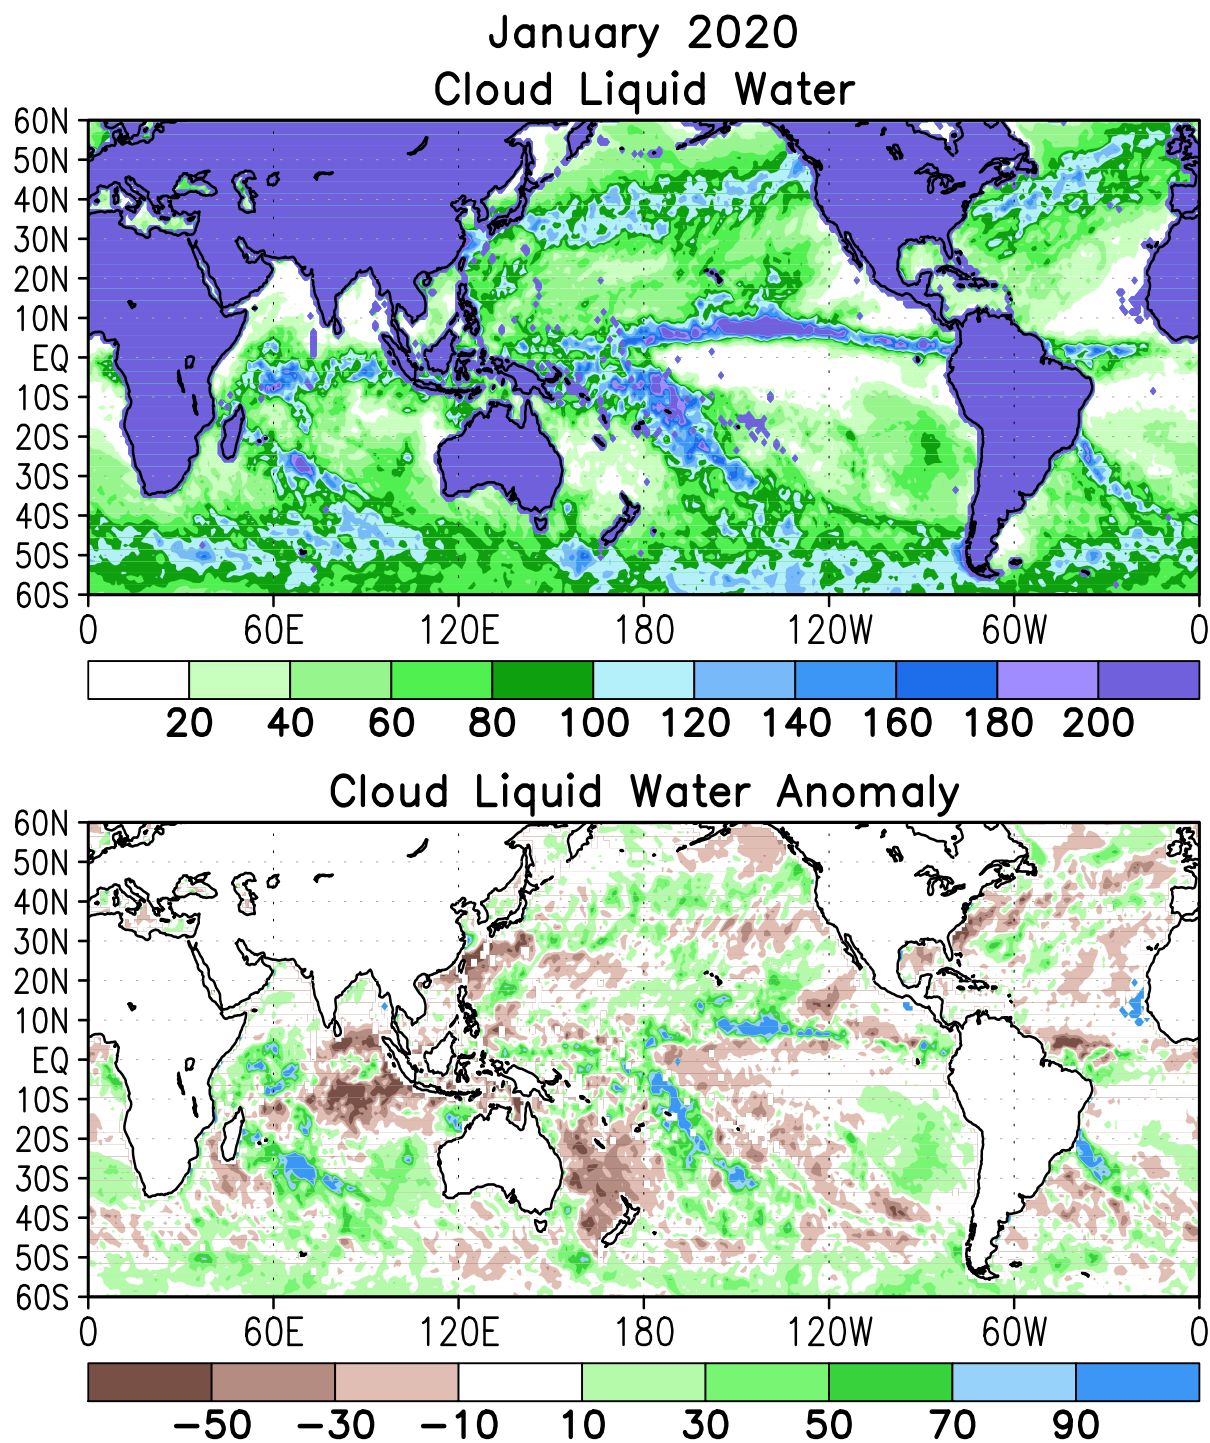 January 2020
Cloud Liquid Water
60N
50N
40N
30N
20N
10N
EQ
10S
20S
30S
40S
50S
60S
0 60E 120E 180 120W 60W 0
20 40 60 80 100 120 140 160 180 200
Cloud Liquid Water Anomaly
60N
50N
40N
30N
20N
10N
EQ
10S
20S
30S
40S
50S
60S
0 60E 120E 180 120W 60W 0
−50 −30 −10 10 30 50 70 90